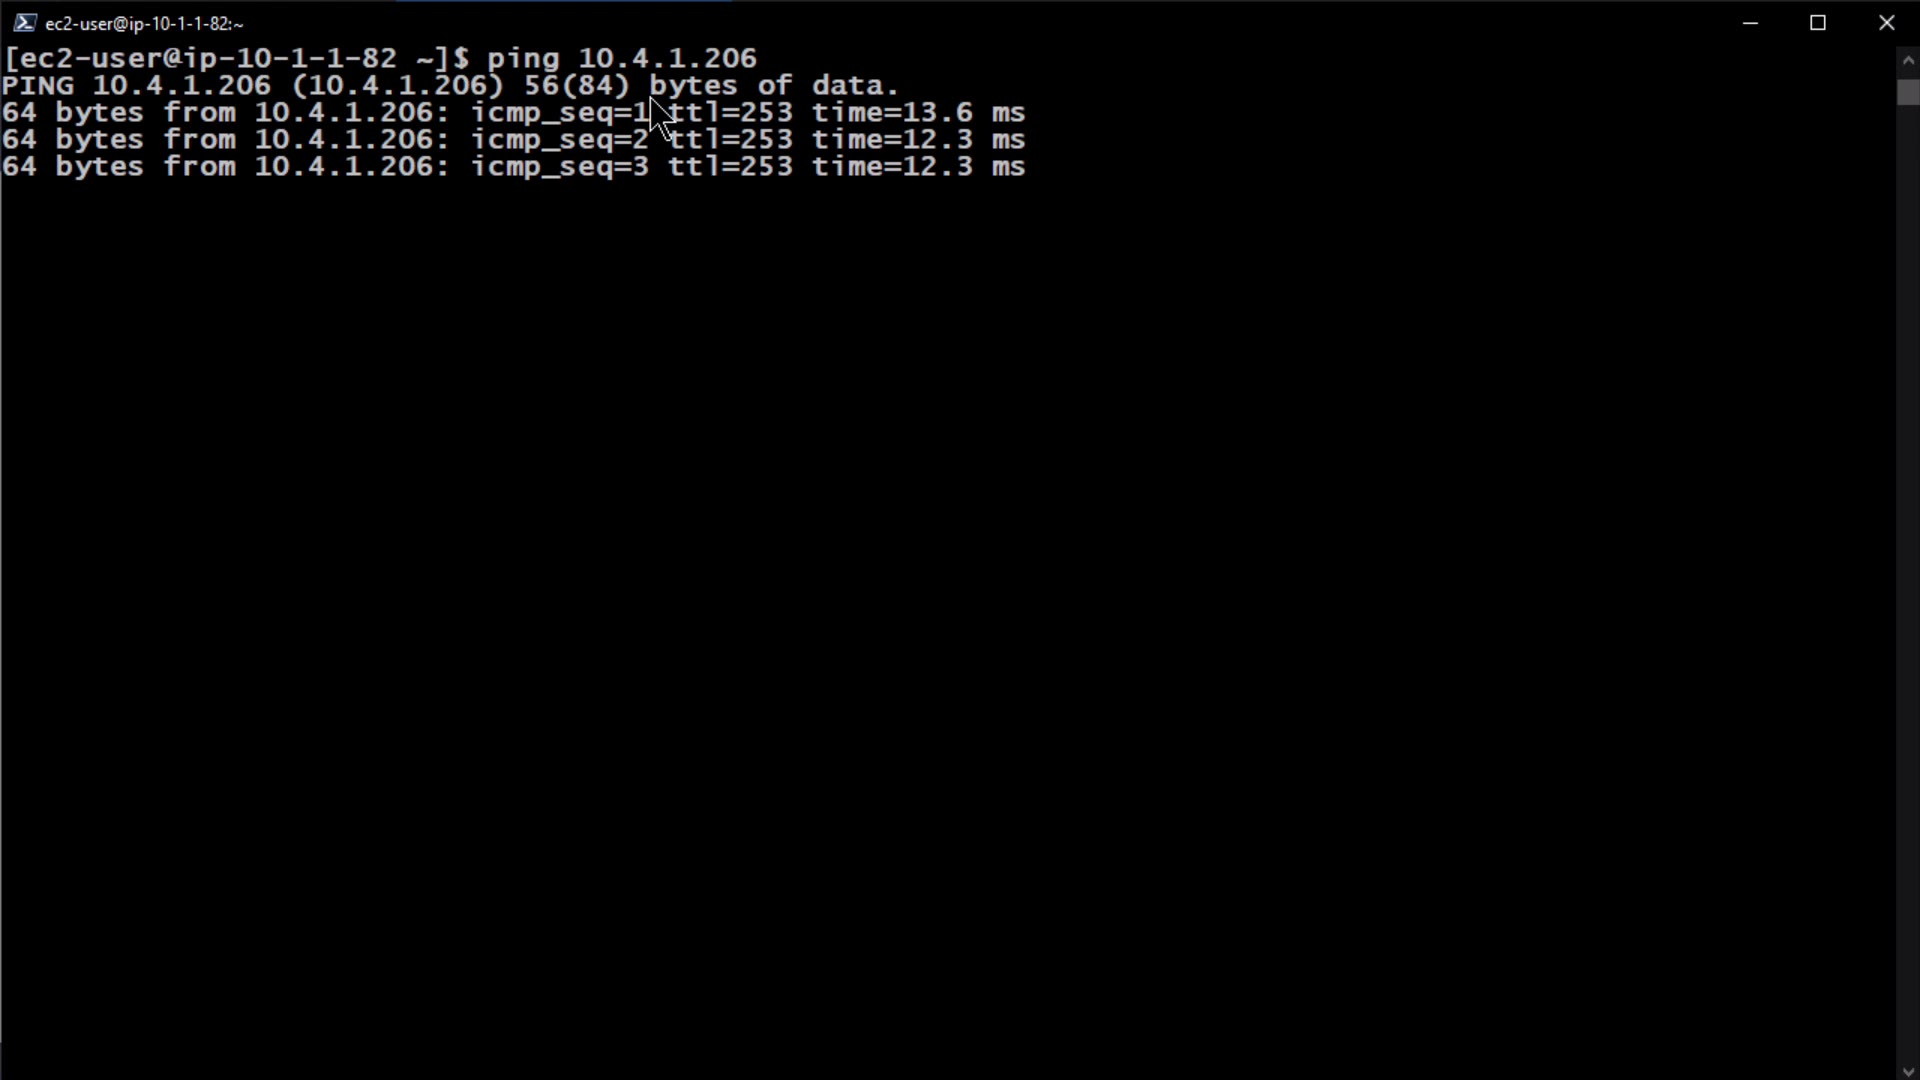 ec2-user@ip-10-1-1-82:~
[ec2-user@ip-10-1-1-82 ~]$ ping 10.4.1.206
PING 10.4.1.206 (10.4.1.206) 56(84) bytes of data.
64 bytes from 10.4.1.206: icmp_seq=1 ttl=253 time=13.6 ms
64 bytes from 10.4.1.206: icmp_seq=2 ttl=253 time=12.3 ms
64 bytes from 10.4.1.206: icmp_seq=3 ttl=253 time=12.3 ms